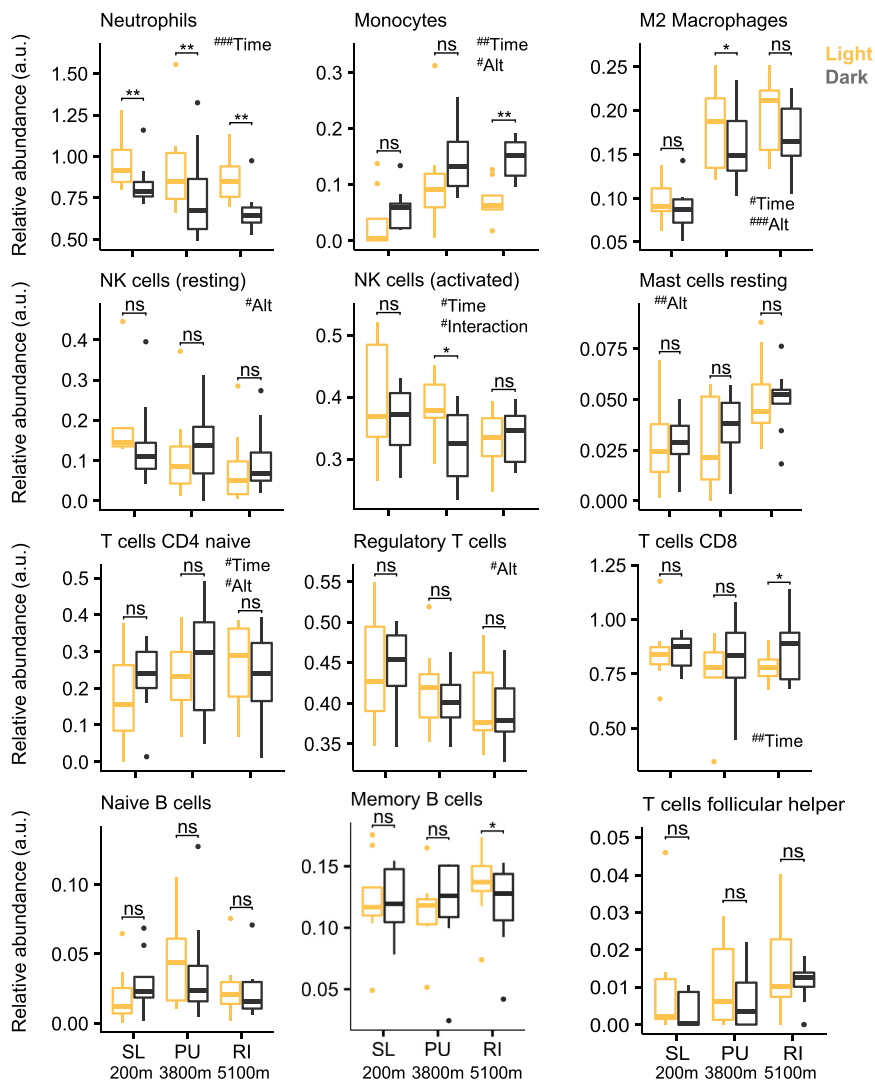 Neutrophils
Monocytes
M2 Macrophages
Light
Dark
Relative abundance (a.u.)
1.50
1.25
1.00
0.75
0.50
**
**
**
###Time
0.3
0.2
0.1
0.0
ns
ns
**
##Time
#Alt
0.25
0.20
0.15
0.10
0.05
ns
*
ns
#Time
###Alt
NK cells (resting)
NK cells (activated)
Mast cells resting
Relative abundance (a.u.)
0.4
0.3
0.2
0.1
0.0
ns
ns
ns
#Alt
0.5
0.4
0.3
ns
*
ns
#Time
#Interaction
0.075
0.050
0.025
0.000
ns
ns
ns
##Alt
T cells CD4 naive
Regulatory T cells
T cells CD8
Relative abundance (a.u.)
0.5
0.4
0.3
0.2
0.1
0.0
ns
ns
ns
#Time
#Alt
0.55
0.50
0.45
0.40
0.35
ns
ns
ns
#Alt
1.25
1.00
0.75
0.50
ns
ns
*
##Time
Naive B cells
Memory B cells
T cells follicular helper
Relative abundance (a.u.)
0.10
0.05
0.00
ns
ns
ns
0.15
0.10
0.05
ns
ns
*
0.05
0.04
0.03
0.02
0.01
0.00
ns
ns
ns
SL PU RI
200m 3800m 5100m
SL PU RI
200m 3800m 5100m
SL PU RI
200m 3800m 5100m